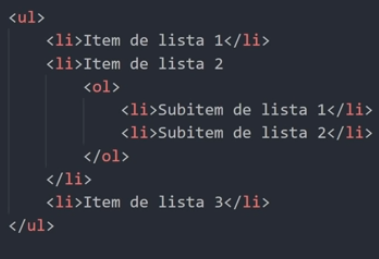 <ul>
<li>Item de lista 1</li>
<li>Item de lista 2
<ol>
<li>Subitem de lista 1</li>
<li>Subitem de lista 2</li>
</ol>
</li>
<li>Item de lista 3</li>
</ul>